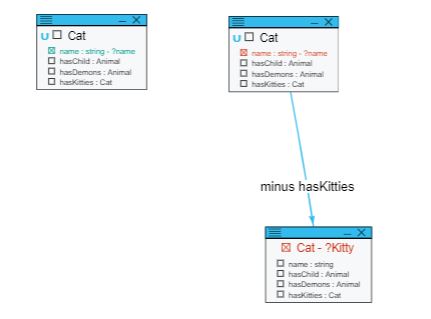 U Cat
name : string - ?name
hasChild : Animal
hasDemons : Animal
hasKitties : Cat
U Cat
name : string - ?name
hasChild : Animal
hasDemons : Animal
hasKitties : Cat
minus hasKitties
Cat - ?Kitty
name : string
hasChild : Animal
hasDemons : Animal
hasKitties : Cat